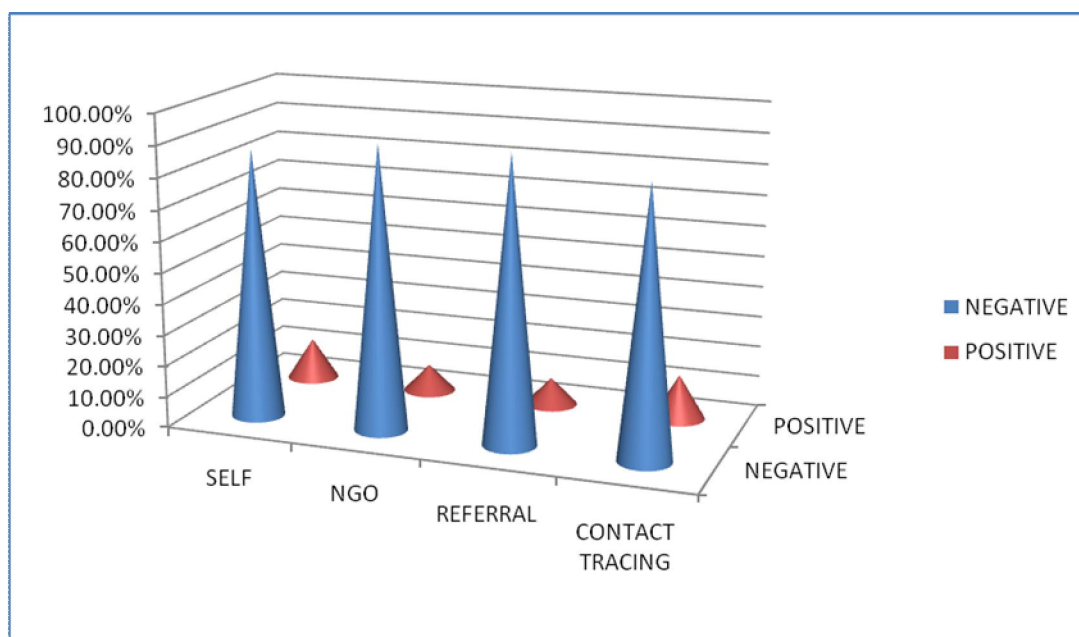 100.00%
90.00%
80.00%
70.00%
60.00%
50.00%
40.00%
30.00%
20.00%
10.00%
0.00%
SELF
NGO
REFERRAL
CONTACT
TRACING
POSITIVE
NEGATIVE
NEGATIVE
POSITIVE